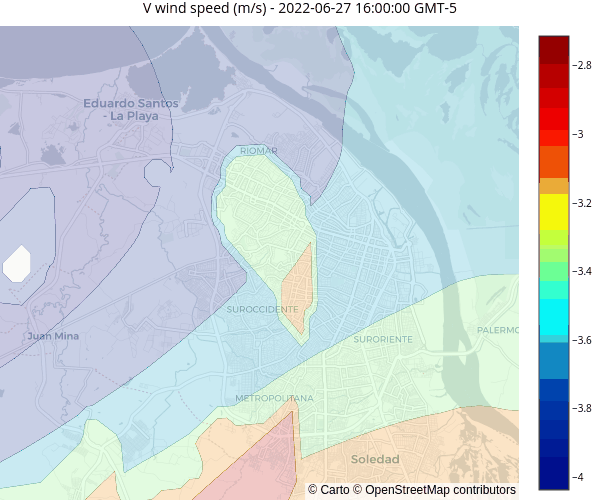 V wind speed (m/s) - 2022-06-27 16:00:00 GMT-5
Eduardo Santos
- La Playa
RIOMAR
SUROCCIDENTE
Juan Mina
SURORIENTE
PALERMO
METROPOLITANA
Soledad
© Carto © OpenStreetMap contributors
−2.8
−3
−3.2
−3.4
−3.6
−3.8
−4